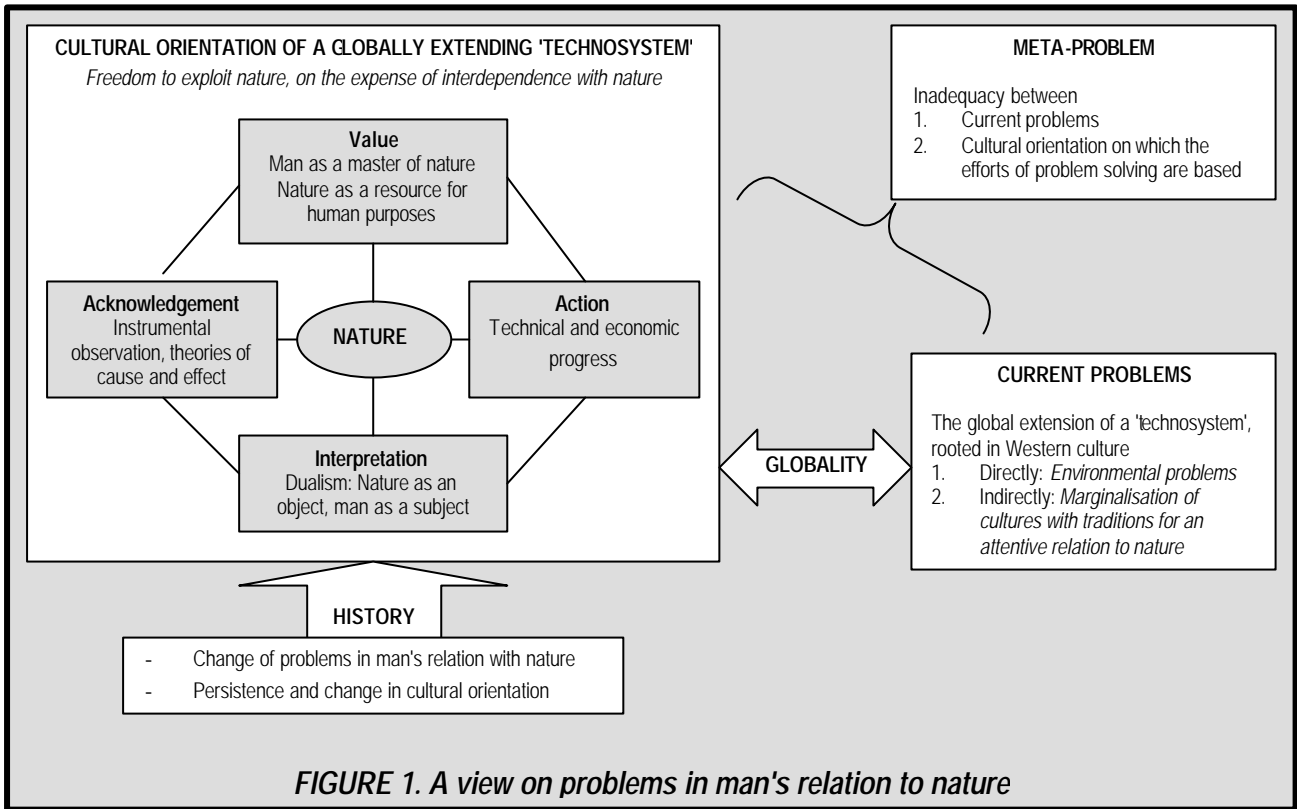 CULTURAL ORIENTATION OF A GLOBALLY EXTENDING 'TECHNOSYSTEM'
Freedom to exploit nature, on the expense of interdependence with nature
Value
Man as a master of nature
Nature as a resource for
human purposes
Acknowledgement
Instrumental
observation, theories of
cause and effect
NATURE
Action
Technical and economic
progress
Interpretation
Dualism: Nature as an
object, man as a subject
META-PROBLEM
Inadequacy between
1. Current problems
2. Cultural orientation on which the
efforts of problem solving are based
GLOBALITY
CURRENT PROBLEMS
The global extension of a 'technosystem',
rooted in Western culture
1. Directly: Environmental problems
2. Indirectly: Marginalisation of
cultures with traditions for an
attentive relation to nature
HISTORY
- Change of problems in man's relation with nature
- Persistence and change in cultural orientation
FIGURE 1. A view on problems in man's relation to nature